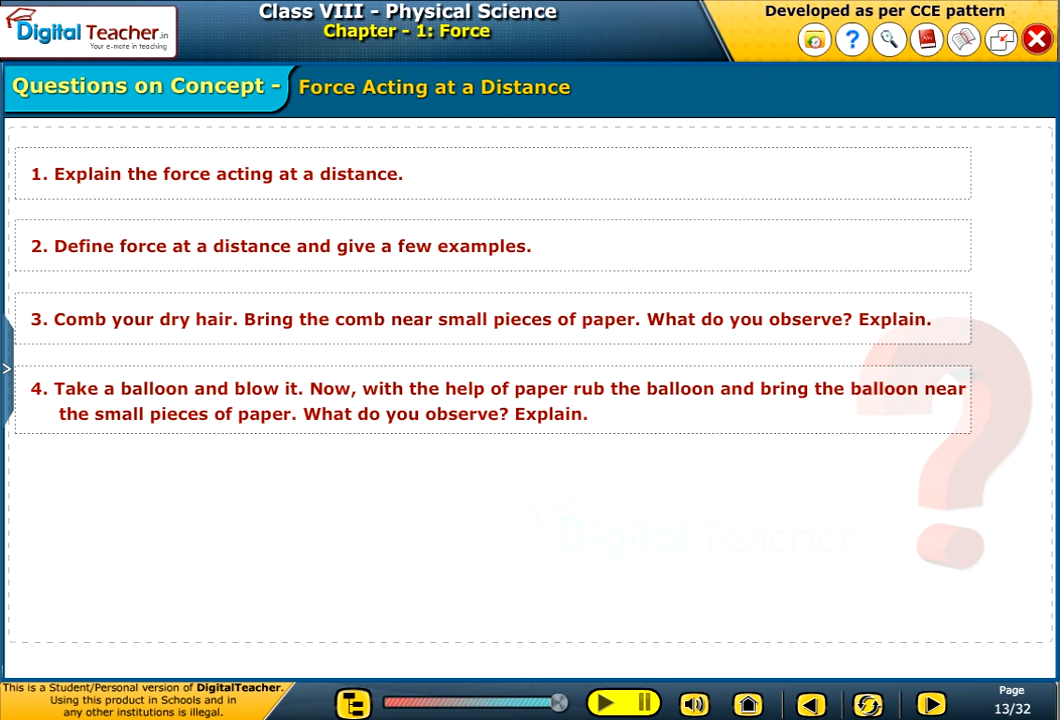 Digital Teacher.in
Your e-mate in teaching
Class VIII - Physical Science
Chapter - 1: Force
Developed as per CCE pattern
?
Questions on Concept -
Force Acting at a Distance
1. Explain the force acting at a distance.
2. Define force at a distance and give a few examples.
3. Comb your dry hair. Bring the comb near small pieces of paper. What do you observe? Explain.
>
4. Take a balloon and blow it. Now, with the help of paper rub the balloon and bring the balloon near
the small pieces of paper. What do you observe? Explain.
?
Digital Teacher
This is a Student/Personal version of DigitalTeacher.
Using this product in Schools and in
any other institutions is illegal.
Page
13/32